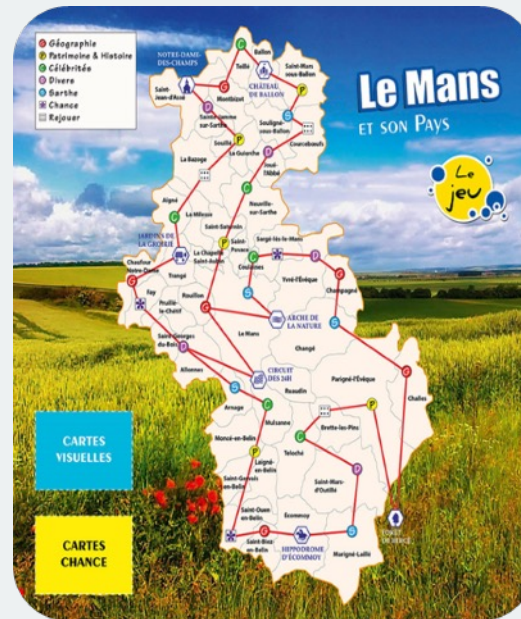 Géographie
Patrimoine & Histoire
Célébrités
Divers
Sarthe
Chance
Rejouer
Le Mans
ET SON PAYS
Le
jeu
NOTRE-DAME-
DES-CHAMPS
Teillé
Ballon
Saint-Mars
sous-Ballon
CHÂTEAU
DE BALLON
Saint-
Jean-d'Assé
Montbizot
Sainte-Jamme
sur-Sarthe
Souligné-
sous-Ballon
Courcebœufs
Souillé
La Guierche
Joué-
l'Abbé
La Bazoge
Neuville-
sur-Sarthe
Aigné
La Milesse
Saint-Saturnin
JARDINS DE
LA GROIRIE
La Chapelle
Saint-Aubin
Saint-
Pavace
Sargé-lès-le-Mans
Coulaines
Yvré-l'Évêque
Chaufour
Notre-Dame
Trangé
Champagné
Fay
Rouillon
Pruillé-
le-Chétif
Le Mans
ARCHE DE
LA NATURE
Saint-Georges
du-Bois
Changé
Allonnes
CIRCUIT
DES 24H
Ruaudin
Parigné-l'Évêque
Challes
Arnage
Mulsanne
Brette-les-Pins
Moncé-en-Belin
Teloché
Laigné-
en-Belin
Saint-Gervais
en-Belin
Saint-Mars-
d'Outillé
Saint-Ouen
en-Belin
Écommoy
Saint-Biez
en-Belin
HIPPODROME
D'ÉCOMMOY
Marigné-Laillé
CARTES
VISUELLES
CARTES
CHANCE
G
P
C
D
S